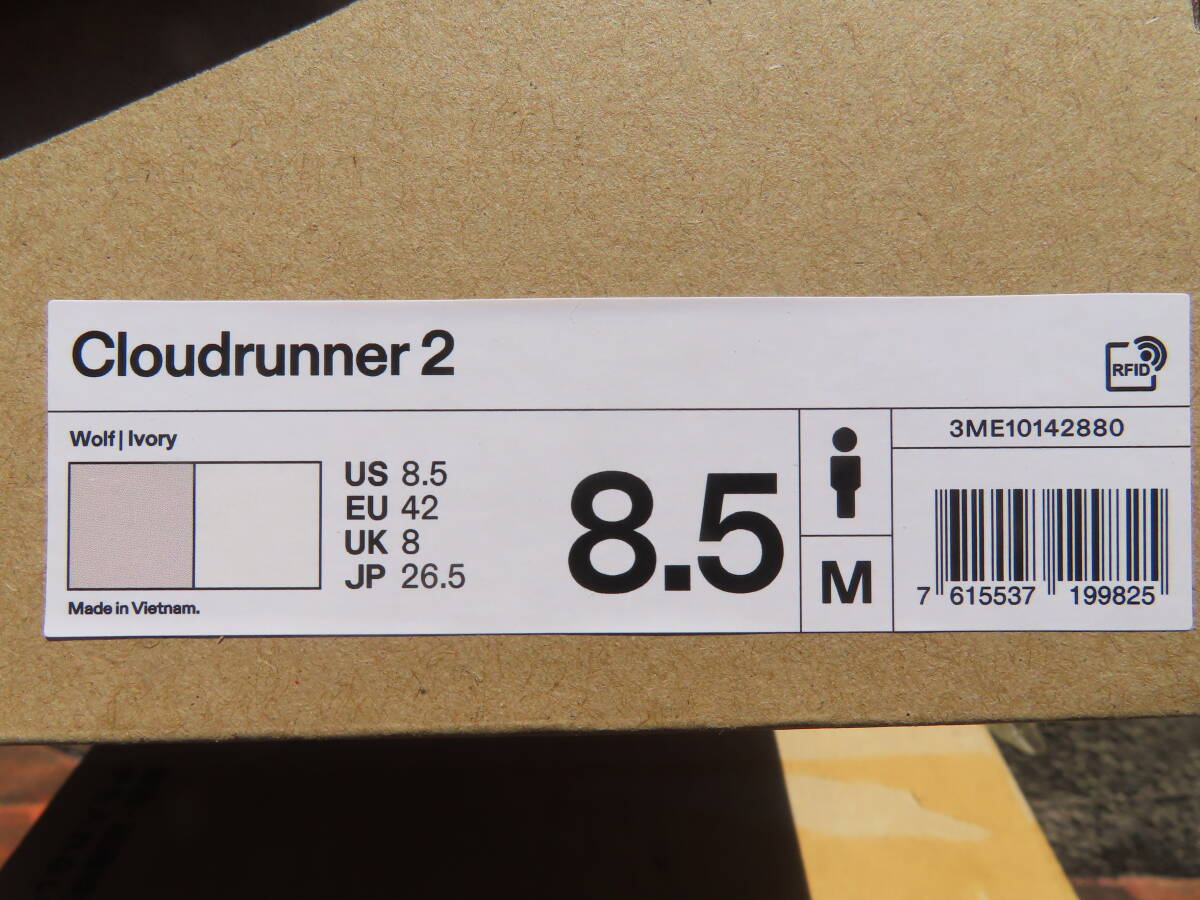 Cloudrunner 2
RFID
Wolf | Ivory
US 8.5
EU 42
UK 8
JP 26.5
Made in Vietnam.
8.5
M
3ME10142880
7 615537 199825